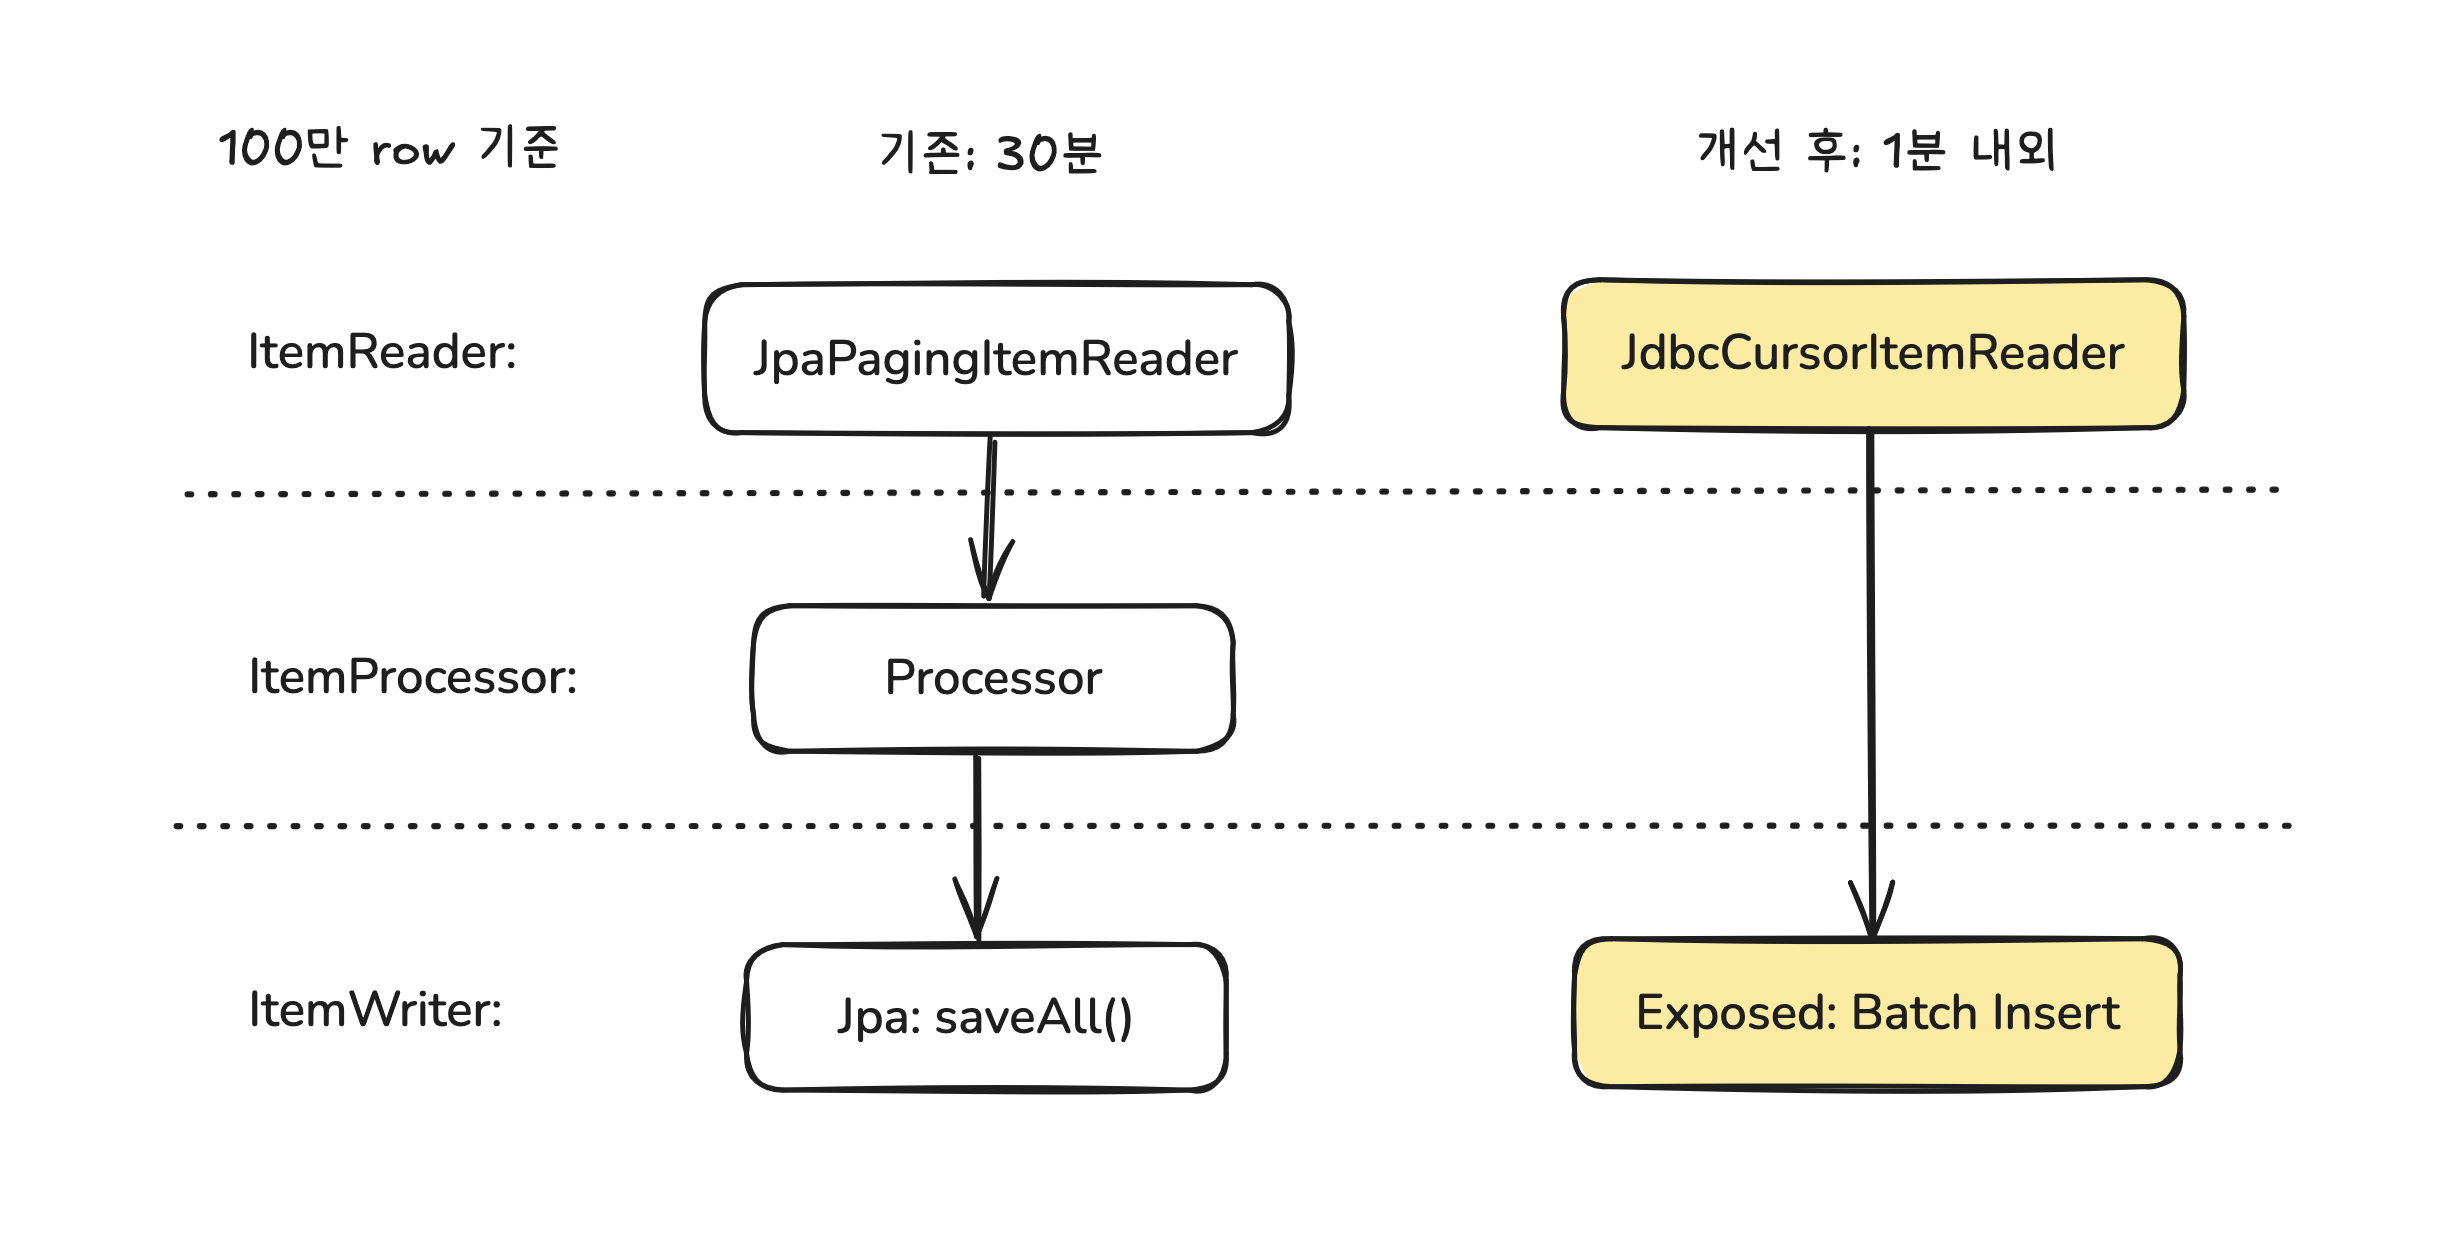 100만 row 기준
기존: 30분
개선 후: 1분 내외
ItemReader:
JpaPagingItemReader
JdbcCursorItemReader
ItemProcessor:
Processor
ItemWriter:
Jpa: saveAll()
Exposed: Batch Insert